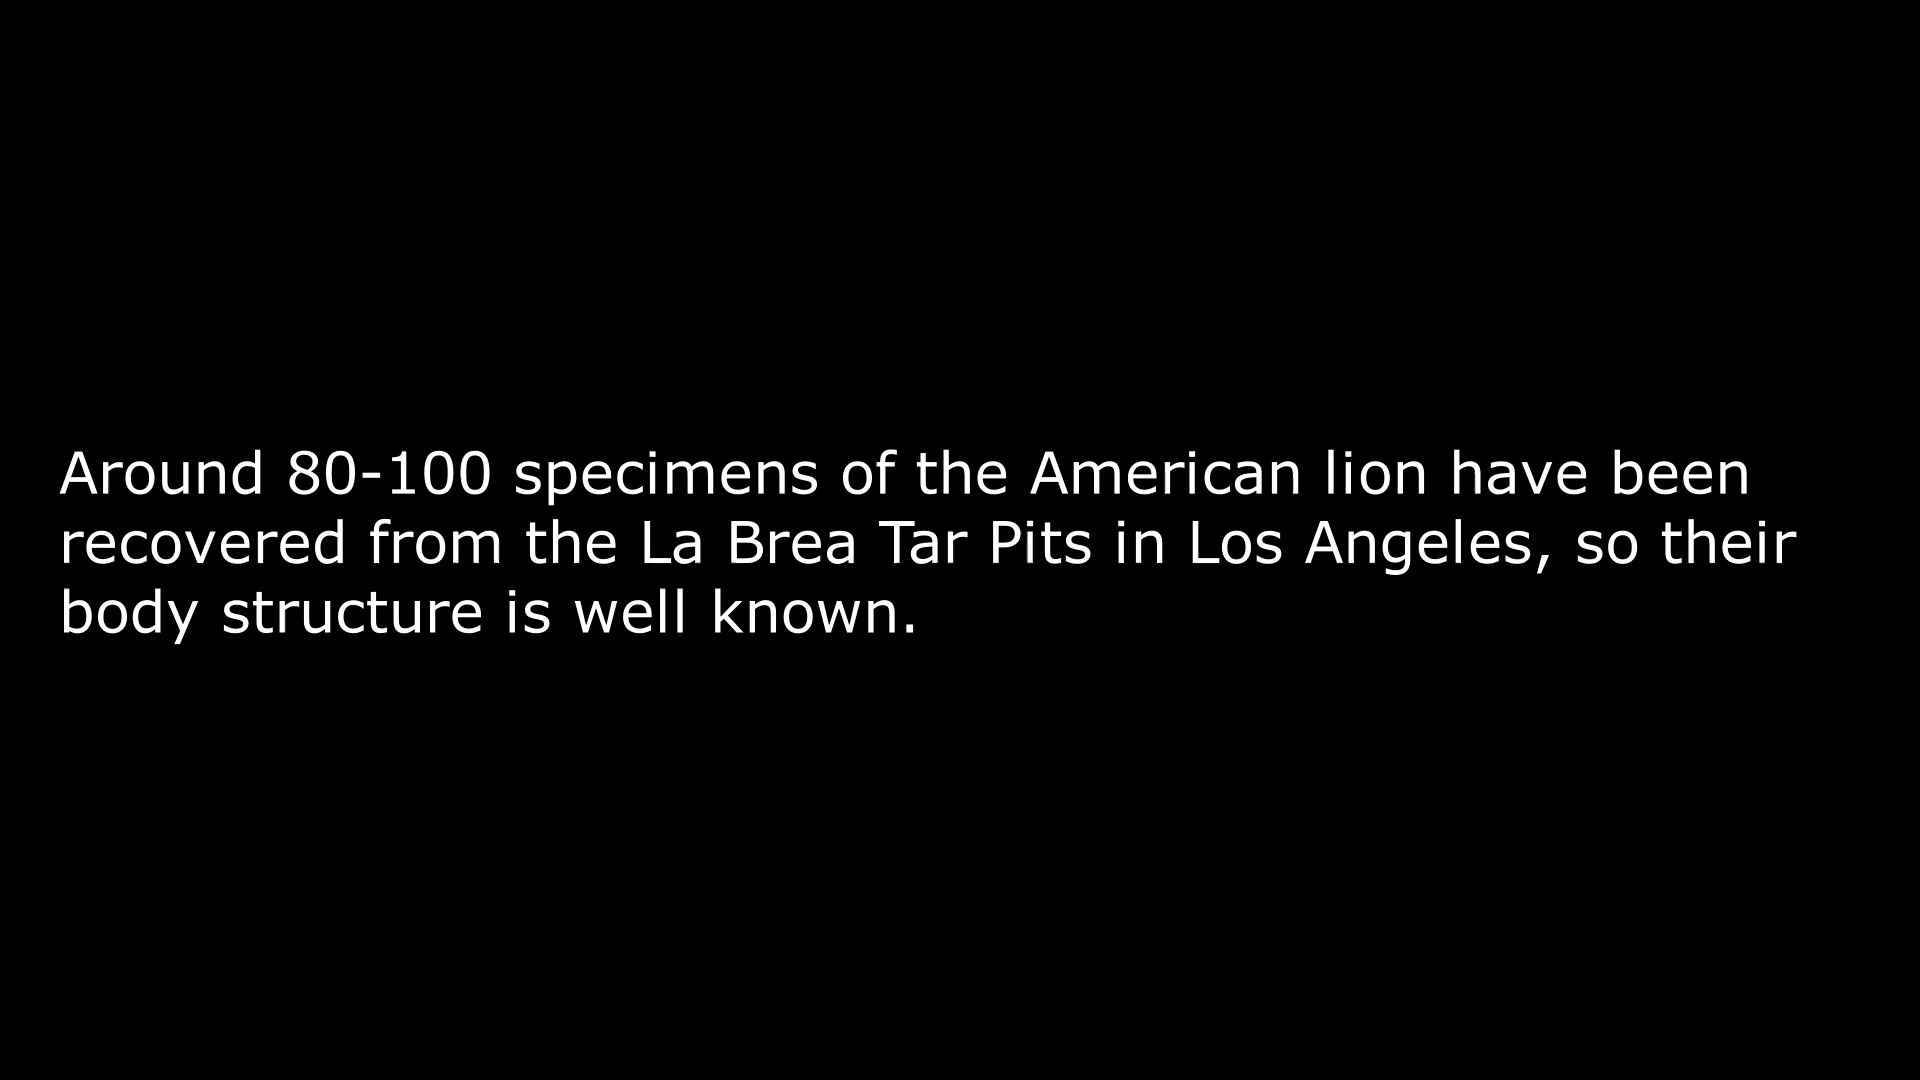 Around 80-100 specimens of the American lion have been
recovered from the La Brea Tar Pits in Los Angeles, so their
body structure is well known.